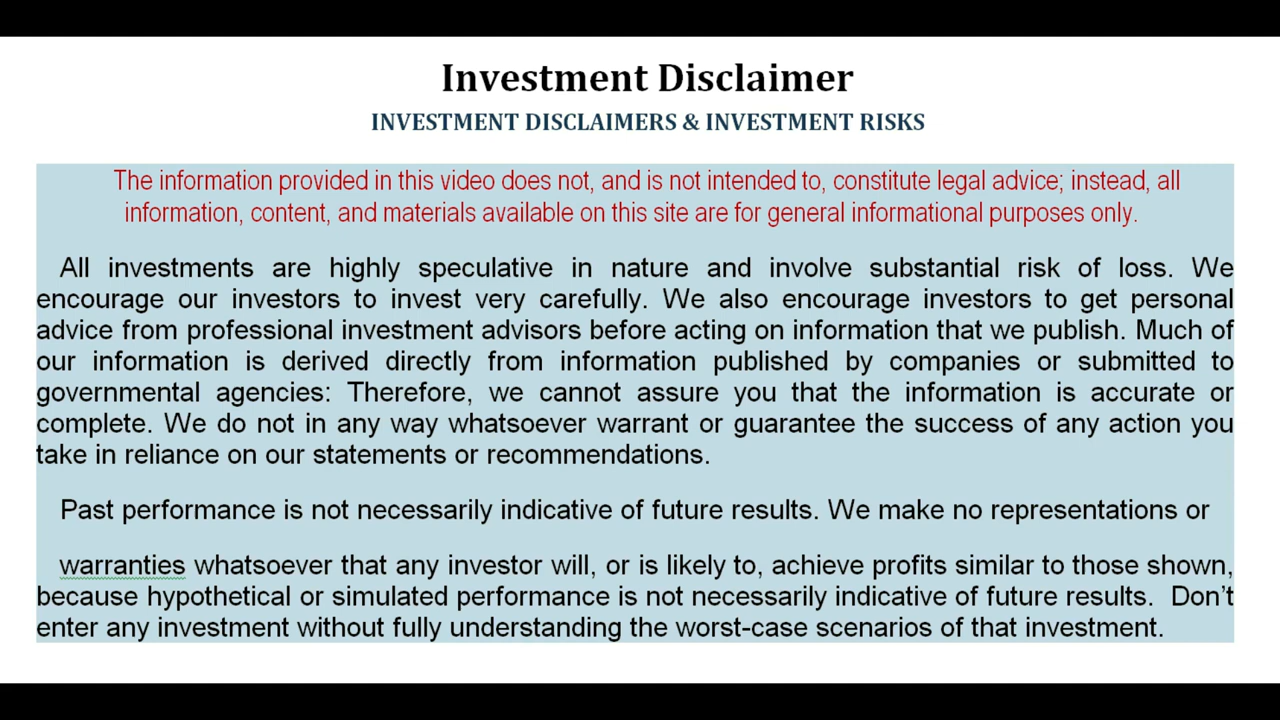 Investment Disclaimer
INVESTMENT DISCLAIMERS & INVESTMENT RISKS
The information provided in this video does not, and is not intended to, constitute legal advice; instead, all
information, content, and materials available on this site are for general informational purposes only.
All investments are highly speculative in nature and involve substantial risk of loss. We
encourage our investors to invest very carefully. We also encourage investors to get personal
advice from professional investment advisors before acting on information that we publish. Much of
our information is derived directly from information published by companies or submitted to
governmental agencies: Therefore, we cannot assure you that the information is accurate or
complete. We do not in any way whatsoever warrant or guarantee the success of any action you
take in reliance on our statements or recommendations.
Past performance is not necessarily indicative of future results. We make no representations or
warranties whatsoever that any investor will, or is likely to, achieve profits similar to those shown,
because hypothetical or simulated performance is not necessarily indicative of future results. Don’t
enter any investment without fully understanding the worst-case scenarios of that investment.